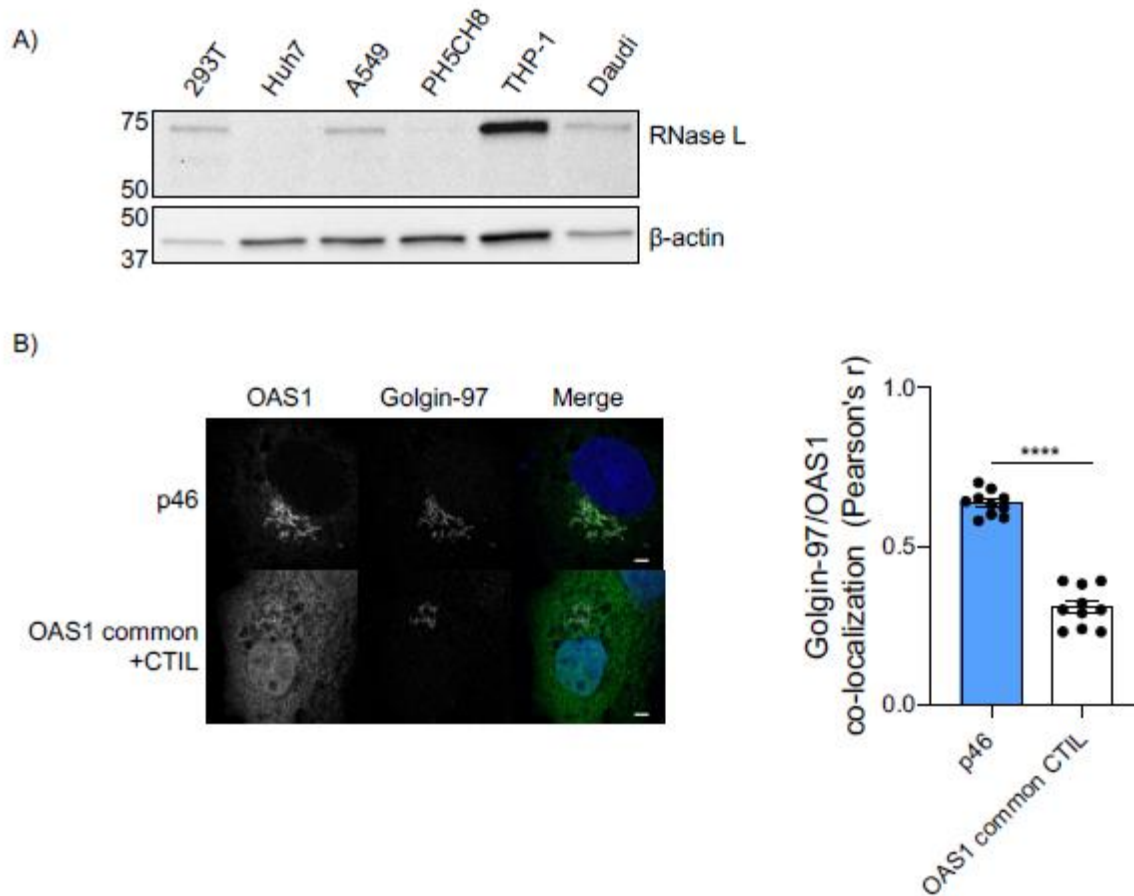 A)
293T
Huh7
A549
PH5CH8
THP-1
Daudi
75
50
RNase L
50
37
β-actin
B)
OAS1
Golgin-97
Merge
p46
OAS1 common
+CTIL
Golgin-97/OAS1
co-localization (Pearson's r)
1.0
0.5
0.0
****
p46
OAS1 common CTIL